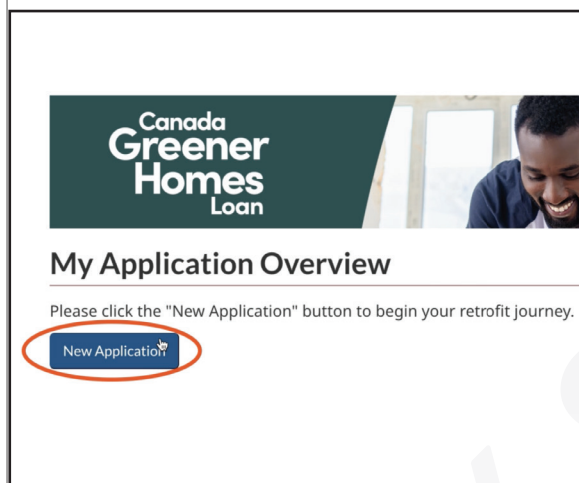 Canada
Greener
Homes
Loan
My Application Overview
Please click the "New Application" button to begin your retrofit journey.
New Application